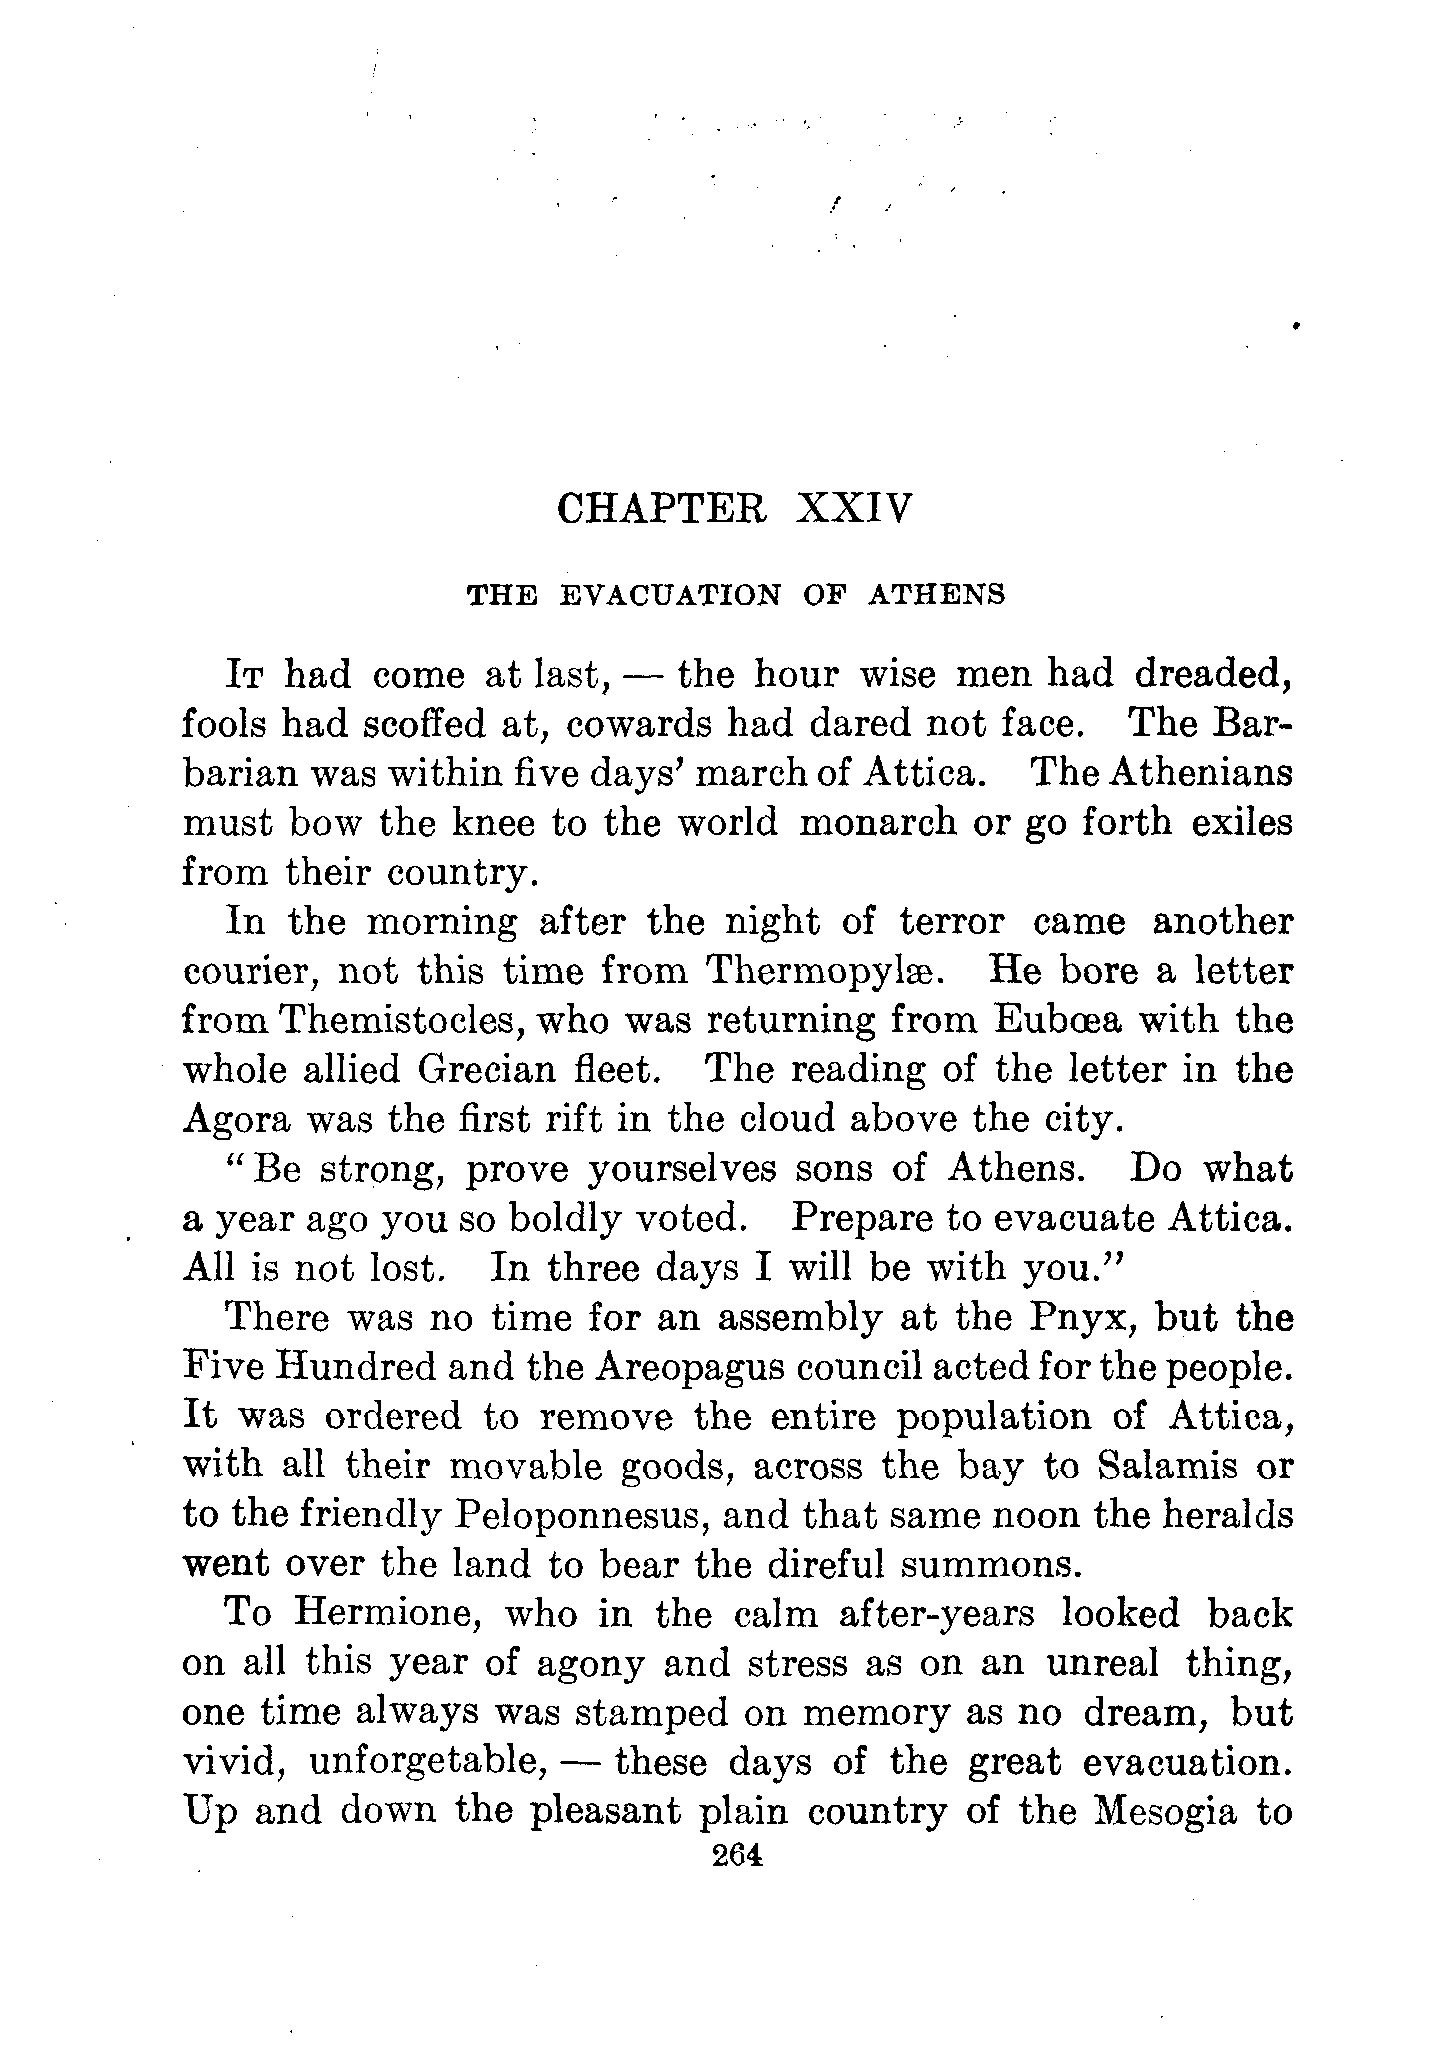 CHAPTER XXIV
THE EVACUATION OF ATHENS
IT had come at last, — the hour wise men had dreaded,
fools had scoffed at, cowards had dared not face. The Bar-
barian was within five days' march of Attica. The Athenians
must bow the knee to the world monarch or go forth exiles
from their country.
In the morning after the night of terror came another
courier, not this time from Thermopylæ. He bore a letter
from Themistocles, who was returning from Eubœa with the
whole allied Grecian fleet. The reading of the letter in the
Agora was the first rift in the cloud above the city.
"Be strong, prove yourselves sons of Athens. Do what
a year ago you so boldly voted. Prepare to evacuate Attica.
All is not lost. In three days I will be with you."
There was no time for an assembly at the Pnyx, but the
Five Hundred and the Areopagus council acted for the people.
It was ordered to remove the entire population of Attica,
with all their movable goods, across the bay to Salamis or
to the friendly Peloponnesus, and that same noon the heralds
went over the land to bear the direful summons.
To Hermione, who in the calm after-years looked back
on all this year of agony and stress as on an unreal thing,
one time always was stamped on memory as no dream, but
vivid, unforgetable, — these days of the great evacuation.
Up and down the pleasant plain country of the Mesogia to
264